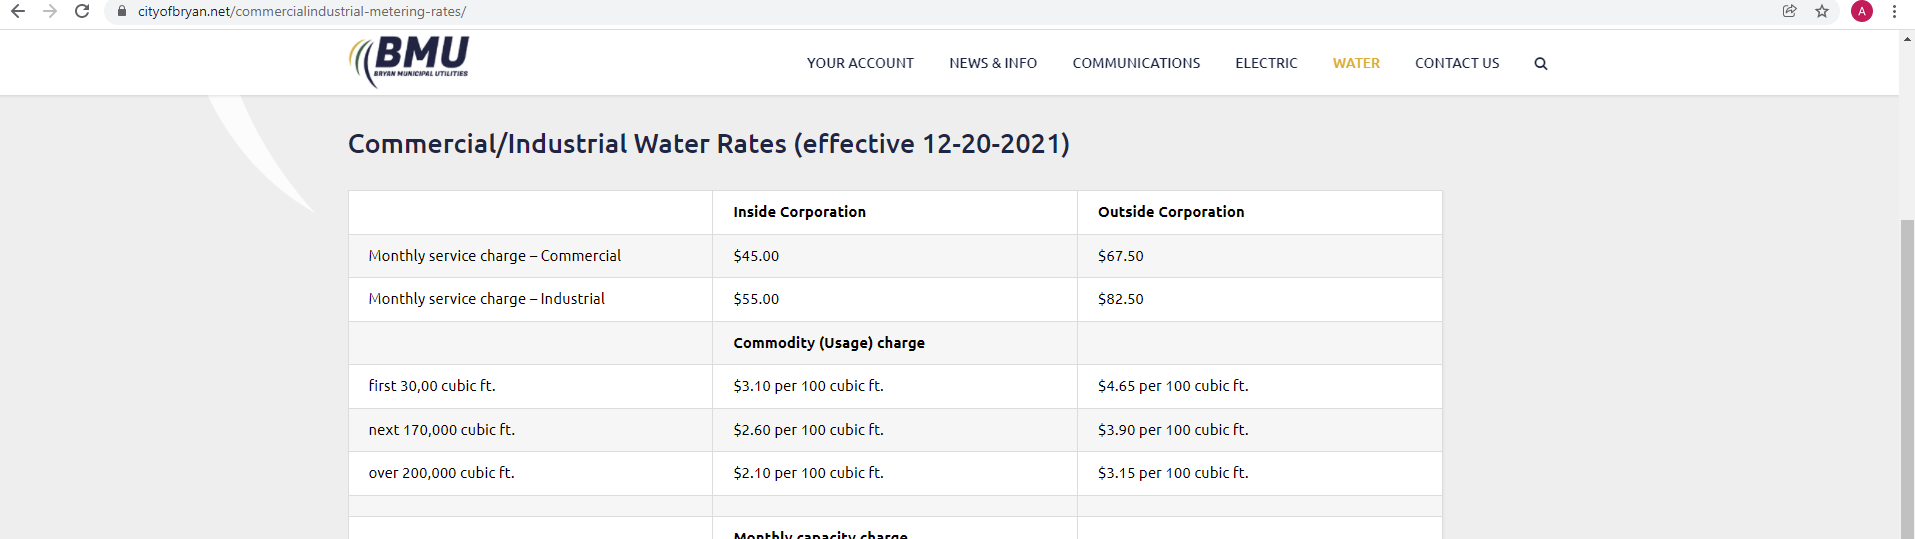 cityofbryan.net/commercialindustrial-metering-rates/
A
BMU
BRYAN MUNICIPAL UTILITIES
YOUR ACCOUNT NEWS & INFO COMMUNICATIONS ELECTRIC WATER CONTACT US
Commercial/Industrial Water Rates (effective 12-20-2021)
Inside Corporation Outside Corporation
Monthly service charge – Commercial $45.00 $67.50
Monthly service charge – Industrial $55.00 $82.50
Commodity (Usage) charge
first 30,00 cubic ft. $3.10 per 100 cubic ft. $4.65 per 100 cubic ft.
next 170,000 cubic ft. $2.60 per 100 cubic ft. $3.90 per 100 cubic ft.
over 200,000 cubic ft. $2.10 per 100 cubic ft. $3.15 per 100 cubic ft.
Monthly capacity charge